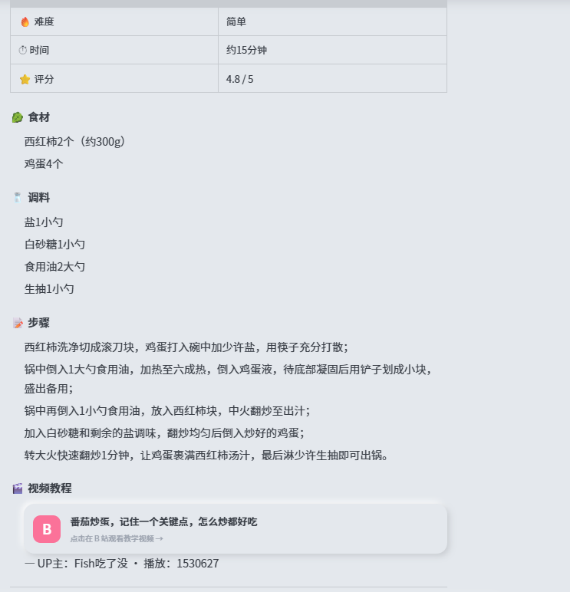 难度 简单
时间 约15分钟
评分 4.8 / 5
食材
西红柿2个（约300g）
鸡蛋4个
调料
盐1小勺
白砂糖1小勺
食用油2大勺
生抽1小勺
步骤
西红柿洗净切成滚刀块，鸡蛋打入碗中加少许盐，用筷子充分打散；
锅中倒入1大勺食用油，加热至六成热，倒入鸡蛋液，待底部凝固后用铲子划成小块，
盛出备用；
锅中再倒入1小勺食用油，放入西红柿块，中火翻炒至出汁；
加入白砂糖和剩余的盐调味，翻炒均匀后倒入炒好的鸡蛋；
转大火快速翻炒1分钟，让鸡蛋裹满西红柿汤汁，最后淋少许生抽即可出锅。
视频教程
B
番茄炒蛋，记住一个关键点，怎么炒都好吃
点击在 B 站观看教学视频 →
— UP主：Fish吃了没 · 播放：1530627